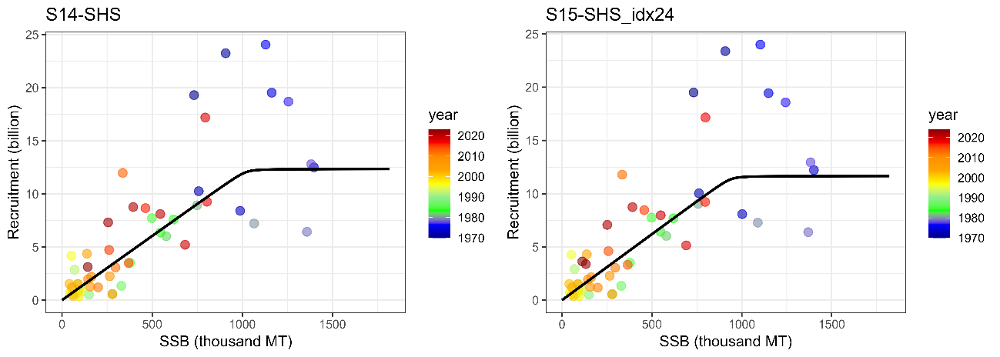 S14-SHS
25
20
15
10
5
0
Recruitment (billion)
0 500 1000 1500
SSB (thousand MT)
year
2020
2010
2000
1990
1980
1970
S15-SHS_idx24
25
20
15
10
5
0
Recruitment (billion)
0 500 1000 1500
SSB (thousand MT)
year
2020
2010
2000
1990
1980
1970